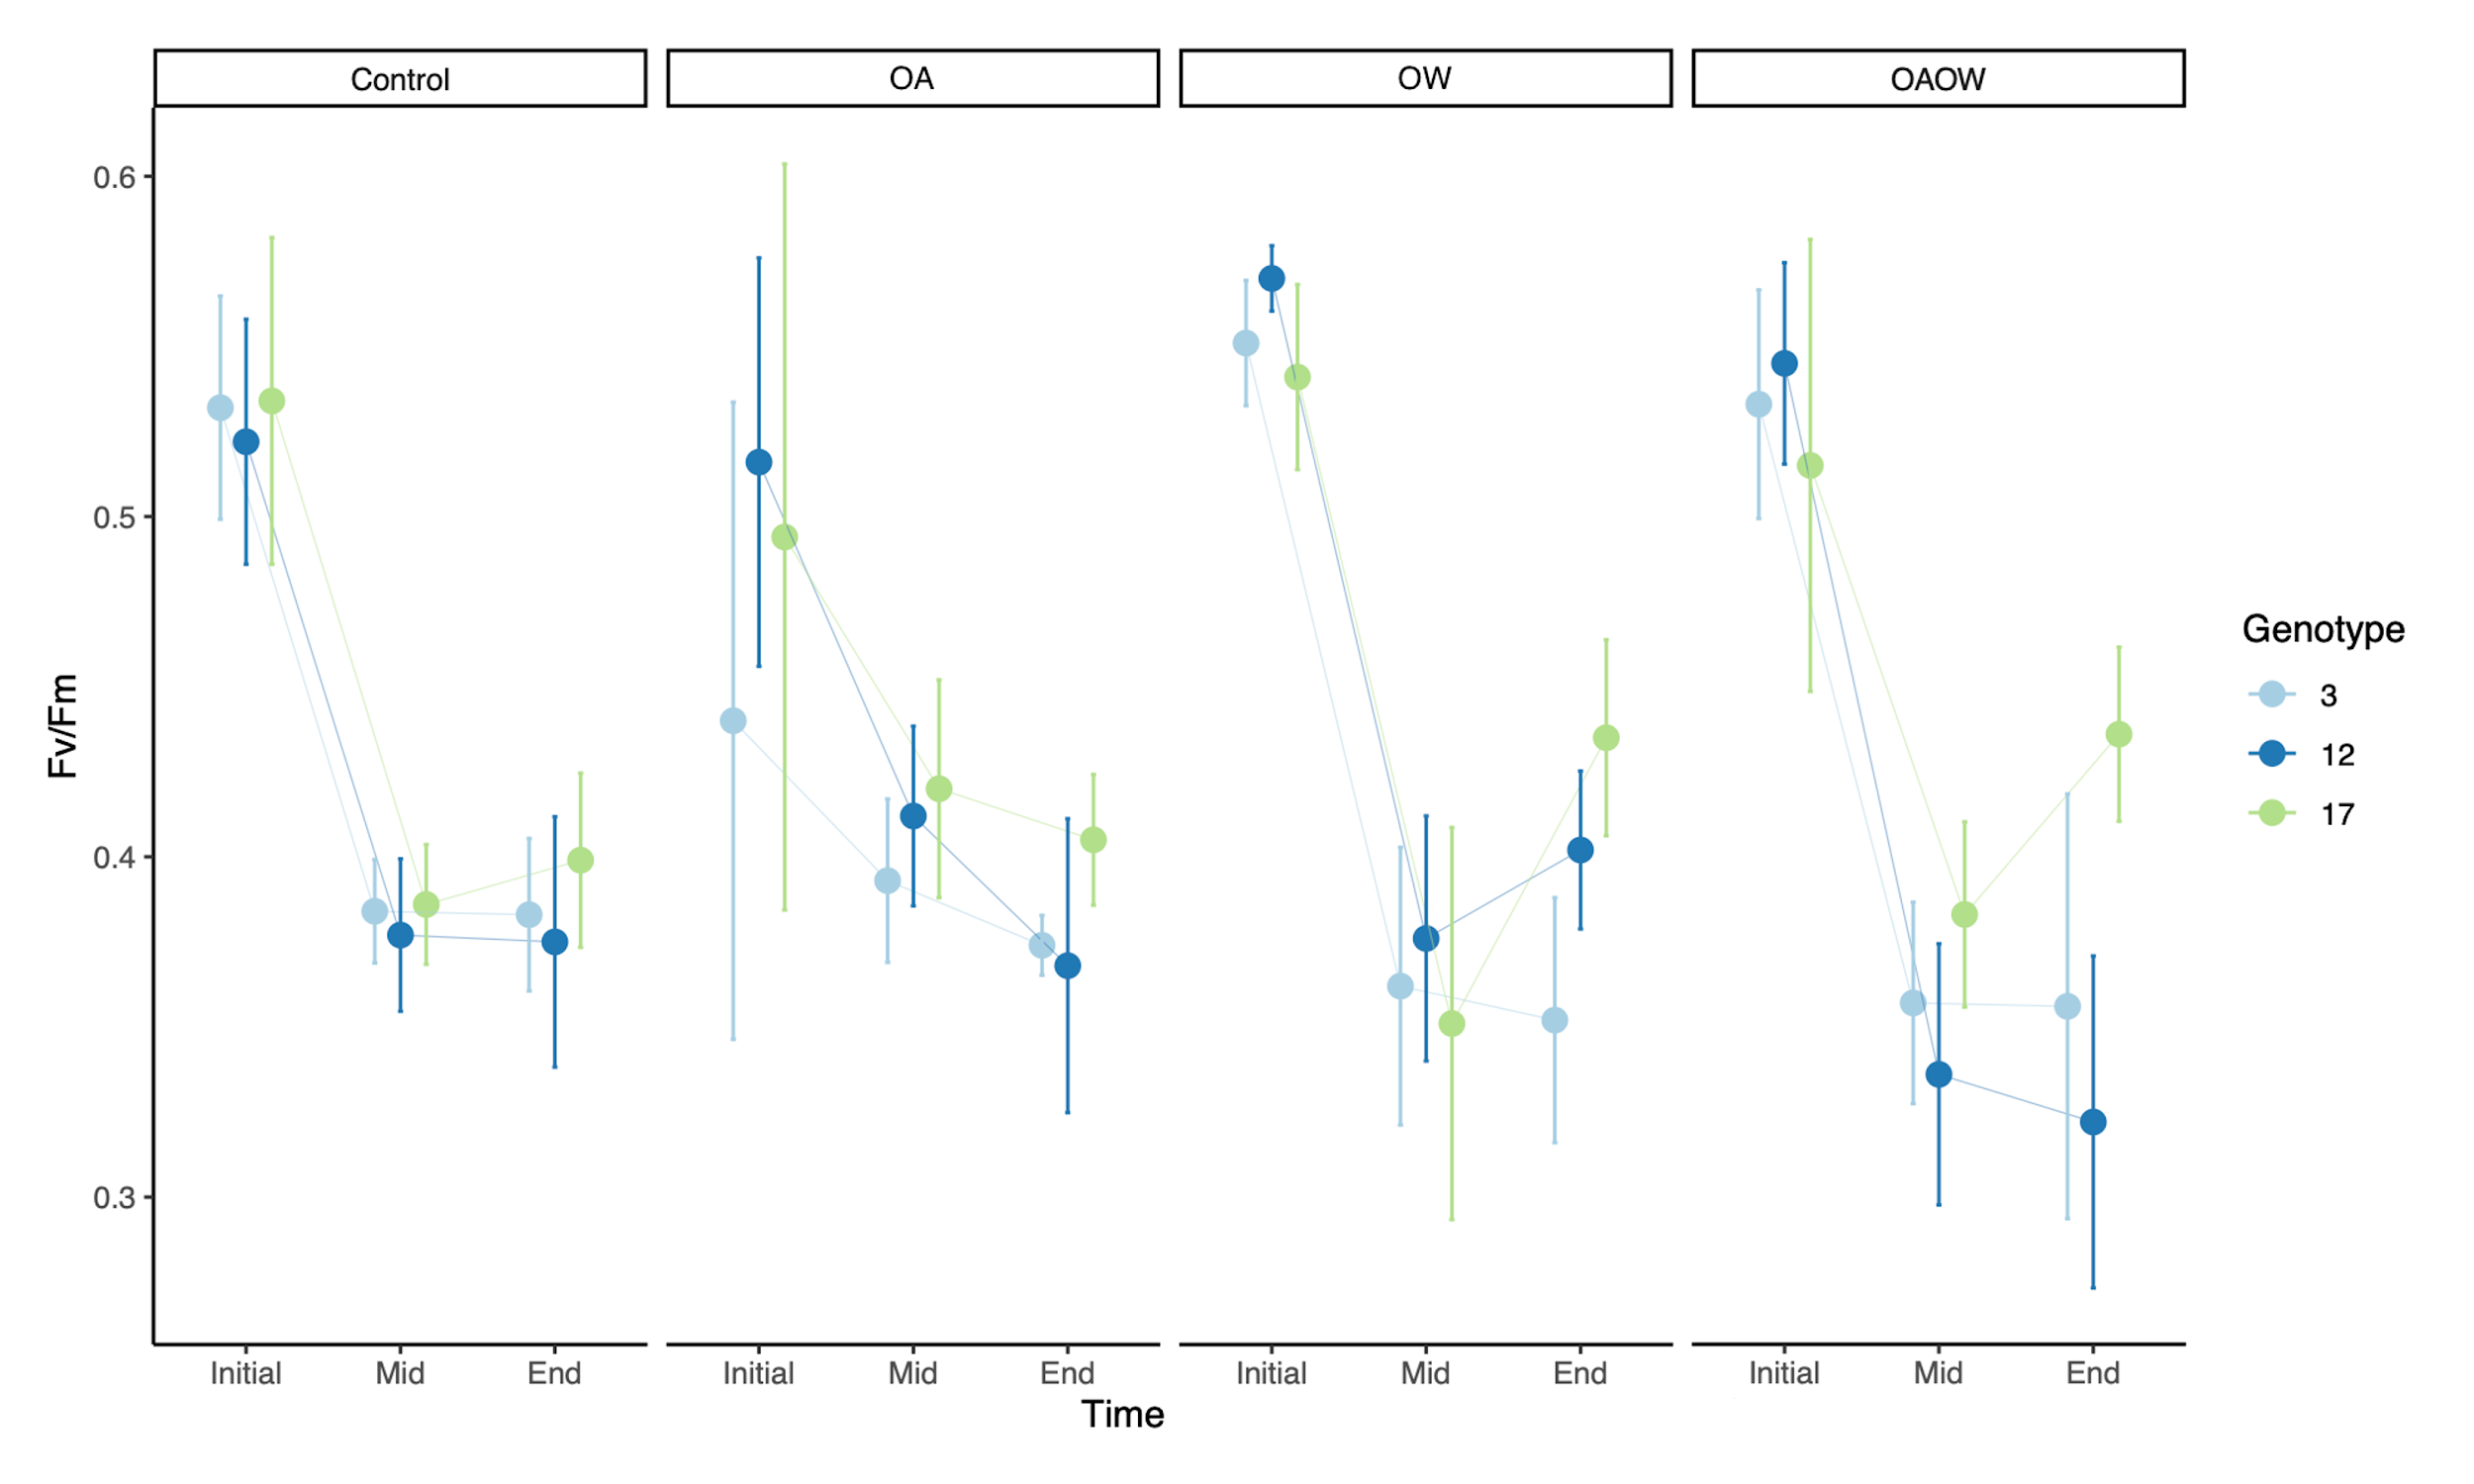 Control OA OW OAOW
0.6
0.5
0.4
0.3
Fv/Fm
Initial Mid End Initial Mid End Initial Mid End Initial Mid End
Time
Genotype
3
12
17